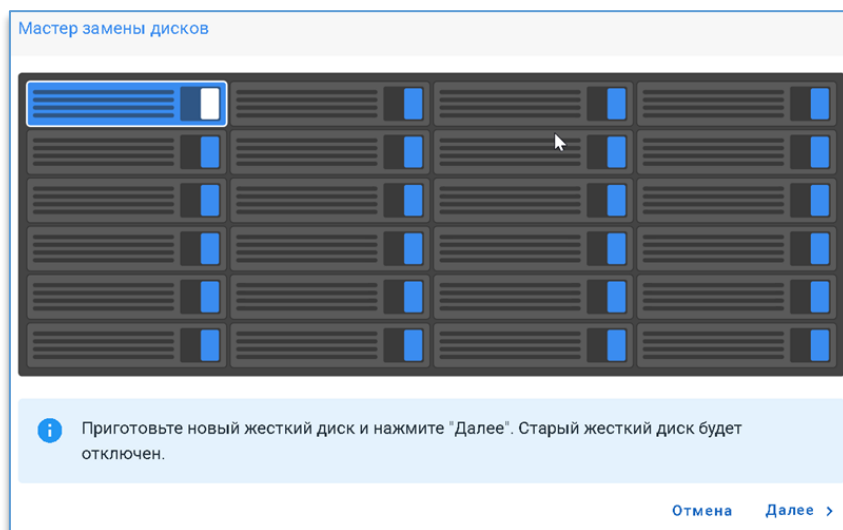 Мастер замены дисков
Приготовьте новый жесткий диск и нажмите "Далее". Старый жесткий диск будет
отключен.
Отмена Далее